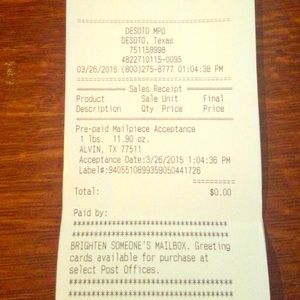 DESOTO MPO
DESOTO, Texas
751159998
4822710115-0095
03/26/2015 (800)275-8777 01:04:38 PM
Sales Receipt
Product Sale Unit Final
Description Qty Price Price
Pre-paid Mailpiece Acceptance
1 lbs. 11.90 oz.
ALVIN, TX 77511
Acceptance Date:3/26/2015 1:04:36 PM
Label#:9405510899359050441726
==========
Total: $0.00
Paid by:
BRIGHTEN SOMEONE'S MAILBOX. Greeting
cards available for purchase at
select Post Offices.